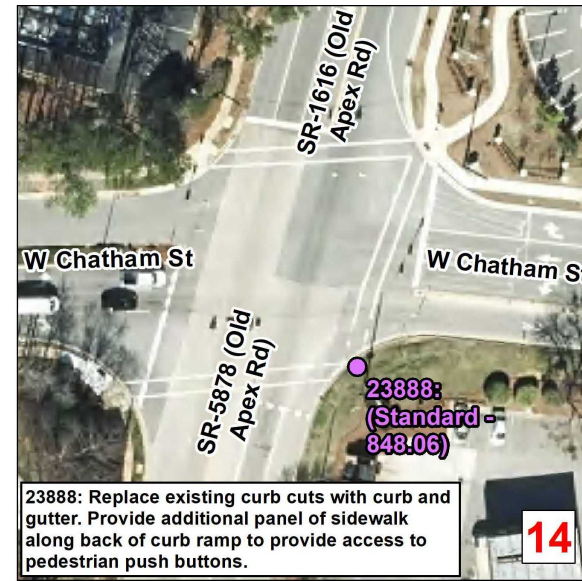 SR-1616 (Old
Apex Rd)
W Chatham St
W Chatham S
SR-5878 (Old
Apex Rd)
23888:
(Standard -
848.06)
23888: Replace existing curb cuts with curb and
gutter. Provide additional panel of sidewalk
along back of curb ramp to provide access to
pedestrian push buttons.
14